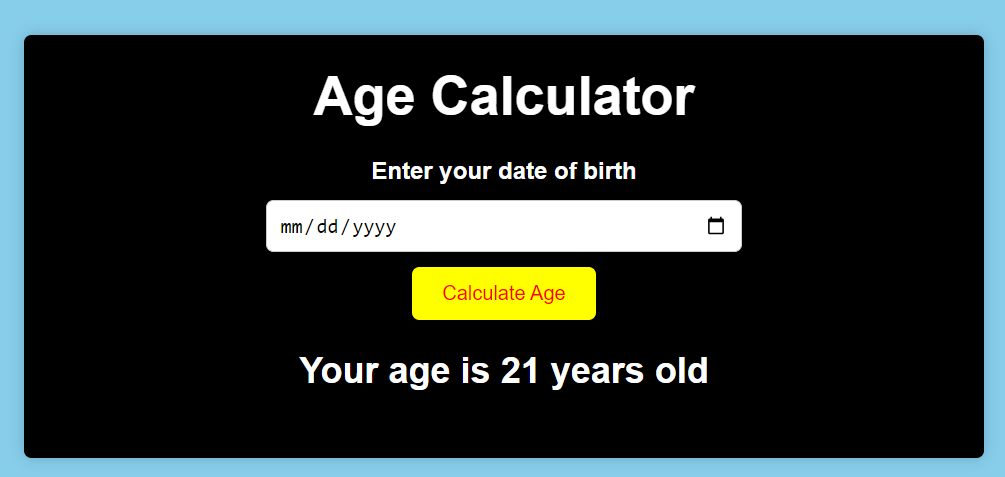 Age Calculator
Enter your date of birth
mm/dd/yyyy
Calculate Age
Your age is 21 years old